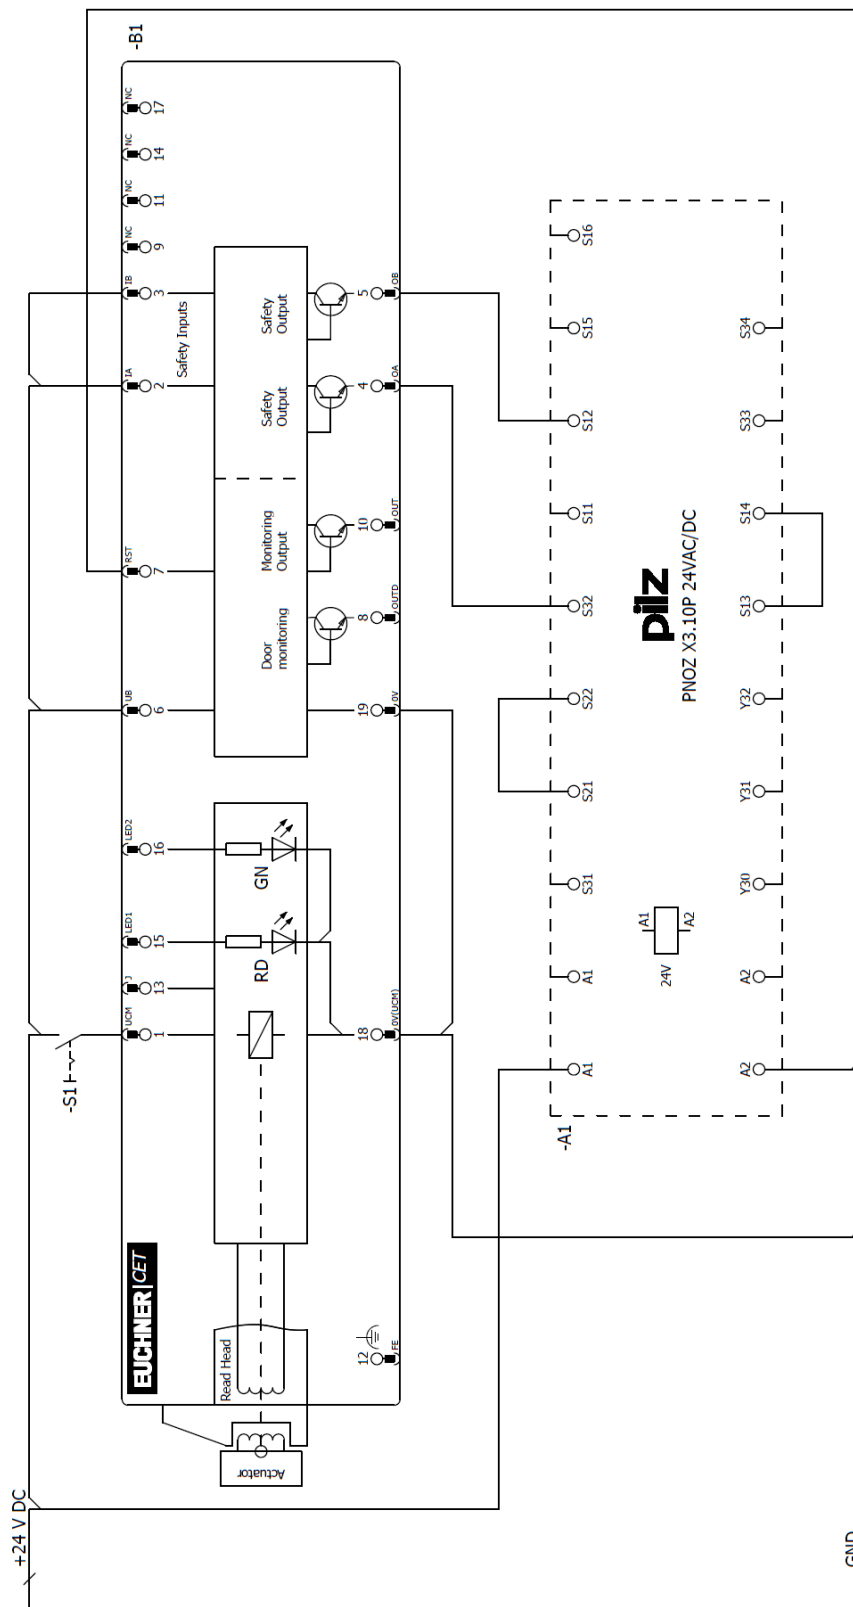 -B1
NC
17
NC
14
NC
11
NC
9
IB
3
Safety Inputs
IA
2
RST
7
UB
6
LED2
16
LED1
15
J
13
UCM
1
-S1
Safety
Output
5
OB
Safety
Output
4
OA
Monitoring
Output
10
OUT
Door
monitoring
8
OUTD
19
0V
GN
RD
18
0V(UCM)
EUCHNER|CET
Read Head
12
FE
Actuator
+24 V DC
GND
S16
S15
S34
S12
S33
S11
S14
pilz
PNOZ X3.10P 24VAC/DC
S32
S13
S22
Y32
S21
Y31
S31
Y30
A1
A2
24V
A1
A2
A1
A2
-A1